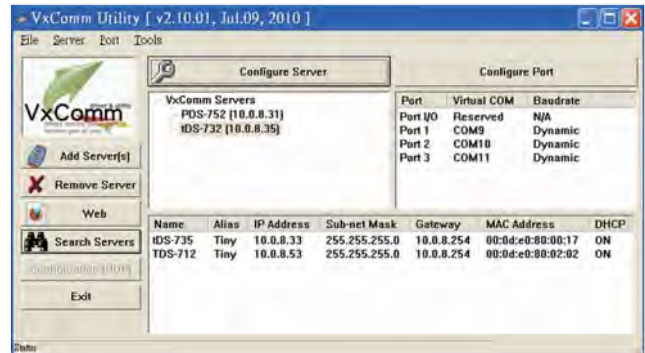 VxComm Utility [ v2.10.01, Jul.09, 2010 ]
File Server Port Tools
Configure Server
Configure Port
VxComm
Add Server(s)
Remove Server
Web
Search Servers
Exit
VxComm Servers
PDS-752 (10.0.8.31)
tDS-732 (10.0.8.35)
Port Virtual COM Baudrate
Port I/O Reserved N/A
Port 1 COM9 Dynamic
Port 2 COM10 Dynamic
Port 3 COM11 Dynamic
Name Alias IP Address Sub-net Mask Gateway MAC Address DHCP
tDS-735 Tiny 10.0.8.33 255.255.255.0 10.0.8.254 00:0d:e0:80:00:17 ON
TDS-712 Tiny 10.0.8.53 255.255.255.0 10.0.8.254 00:0d:e0:80:02:02 ON
Status